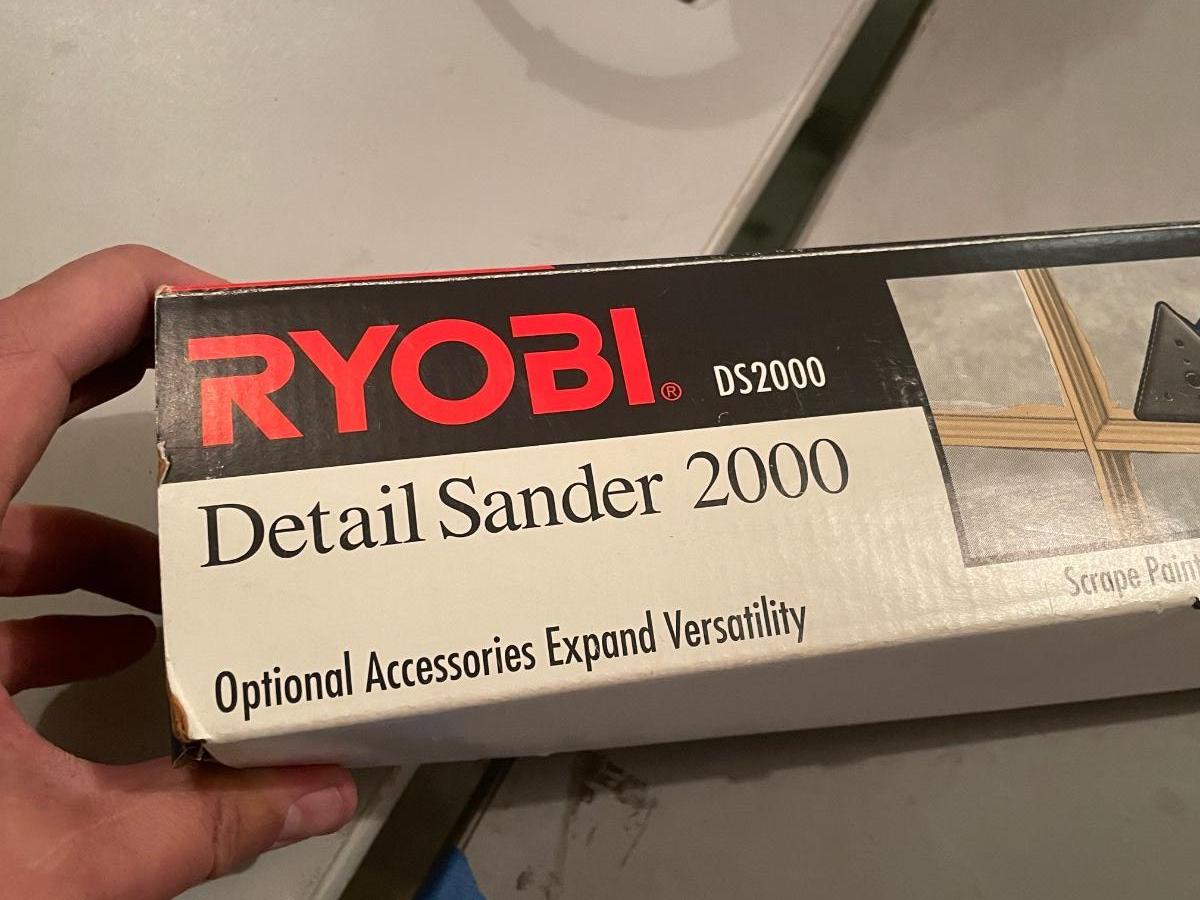 RYOBI® DS2000
Detail Sander 2000
Optional Accessories Expand Versatility
Scrape Paint